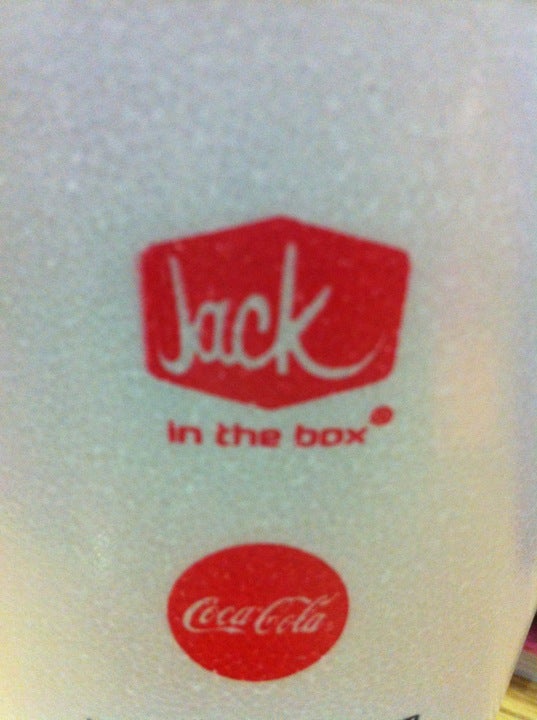 Jack
in the box
Coca-Cola